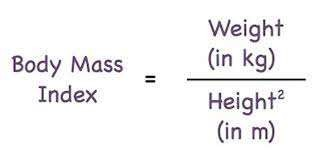 Body Mass
Index
=
Weight
(in kg)
Height²
(in m)